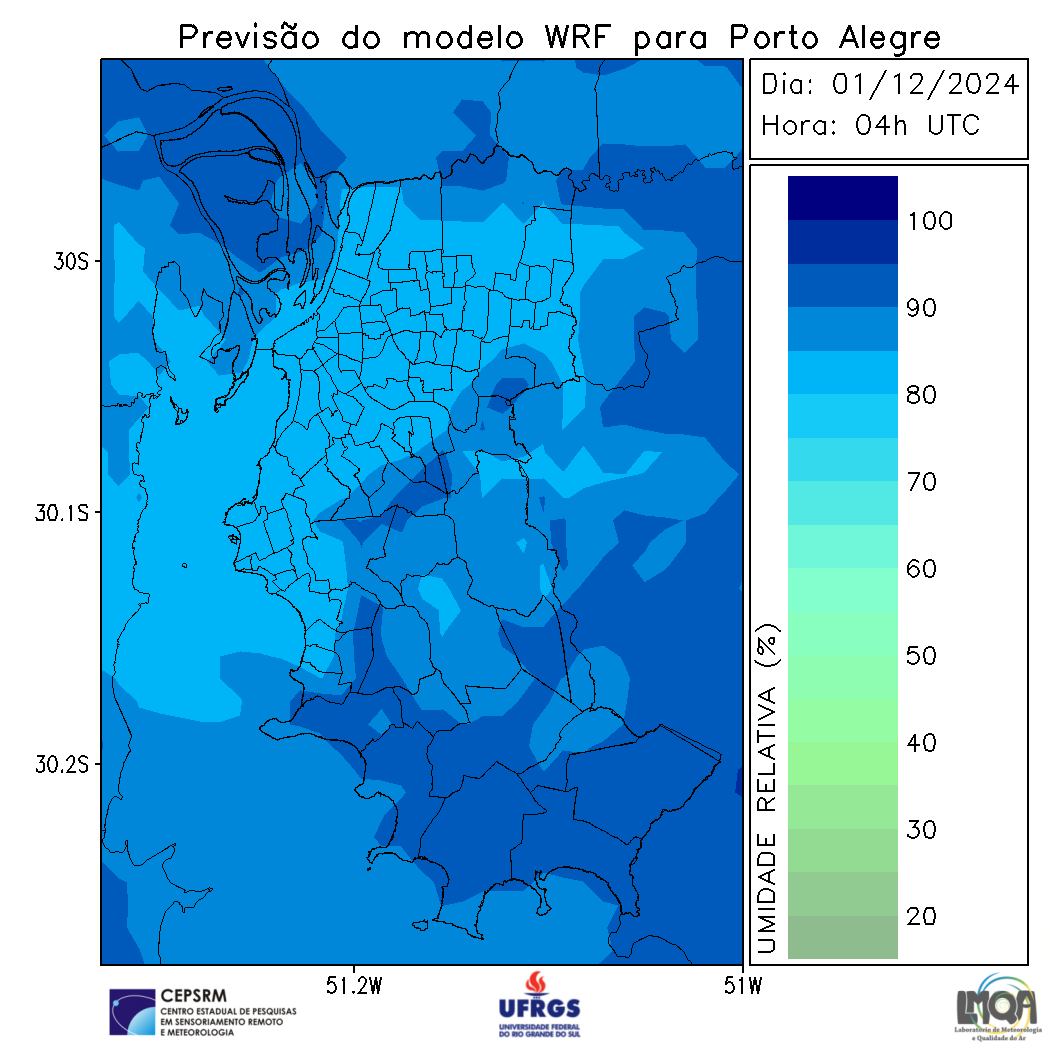 Previsão do modelo WRF para Porto Alegre
Dia: 01/12/2024
Hora: 04h UTC
30S
30.1S
30.2S
51.2W
51W
100
90
80
70
60
50
40
30
20
UMIDADE RELATIVA (%)
CEPSRM
CENTRO ESTADUAL DE PESQUISAS
EM SENSORIAMENTO REMOTO
E METEOROLOGIA
UFRGS
UNIVERSIDADE FEDERAL
DO RIO GRANDE DO SUL
LMQA
Laboratório de Meteorologia
e Qualidade do Ar